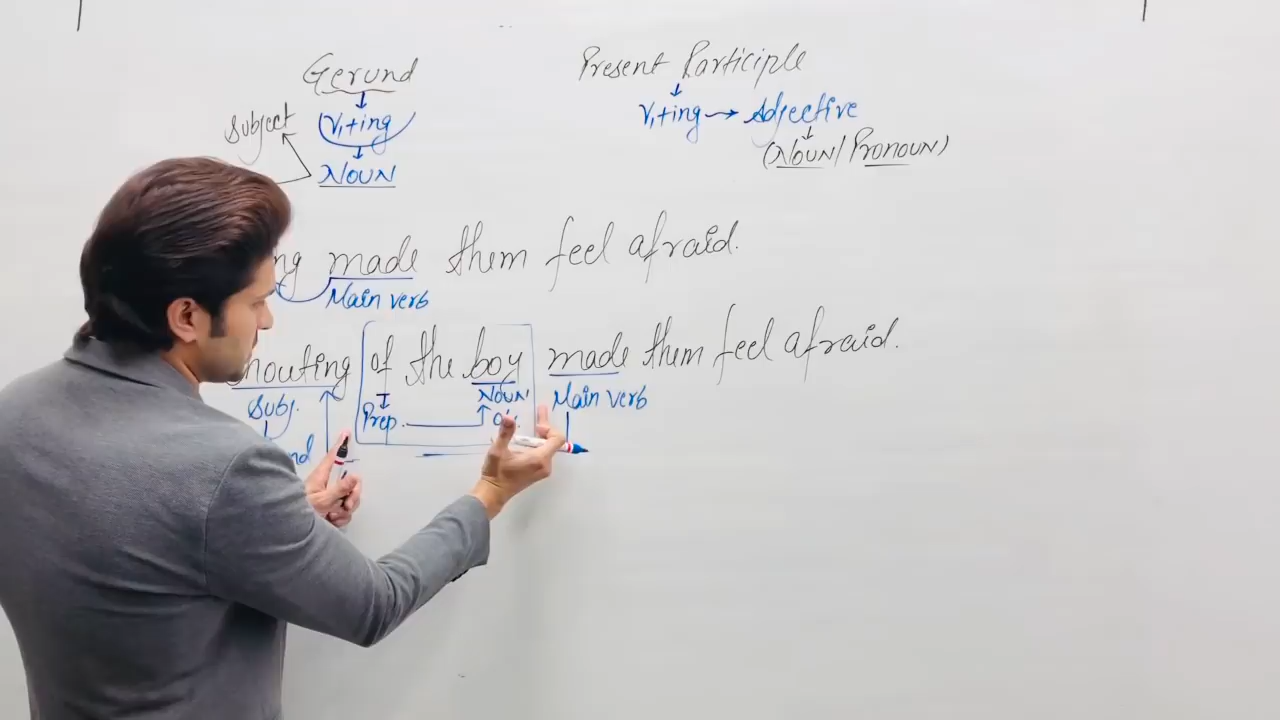 Gerund
Present Participle
Subject
V₁+ing
V₁+ing → Adjective
NOUN
(NOUN/PRONOUN)
made them feel afraid.
Main verb
of the boy made them feel afraid.
Subj.
Prep.
NOUN
Main verb